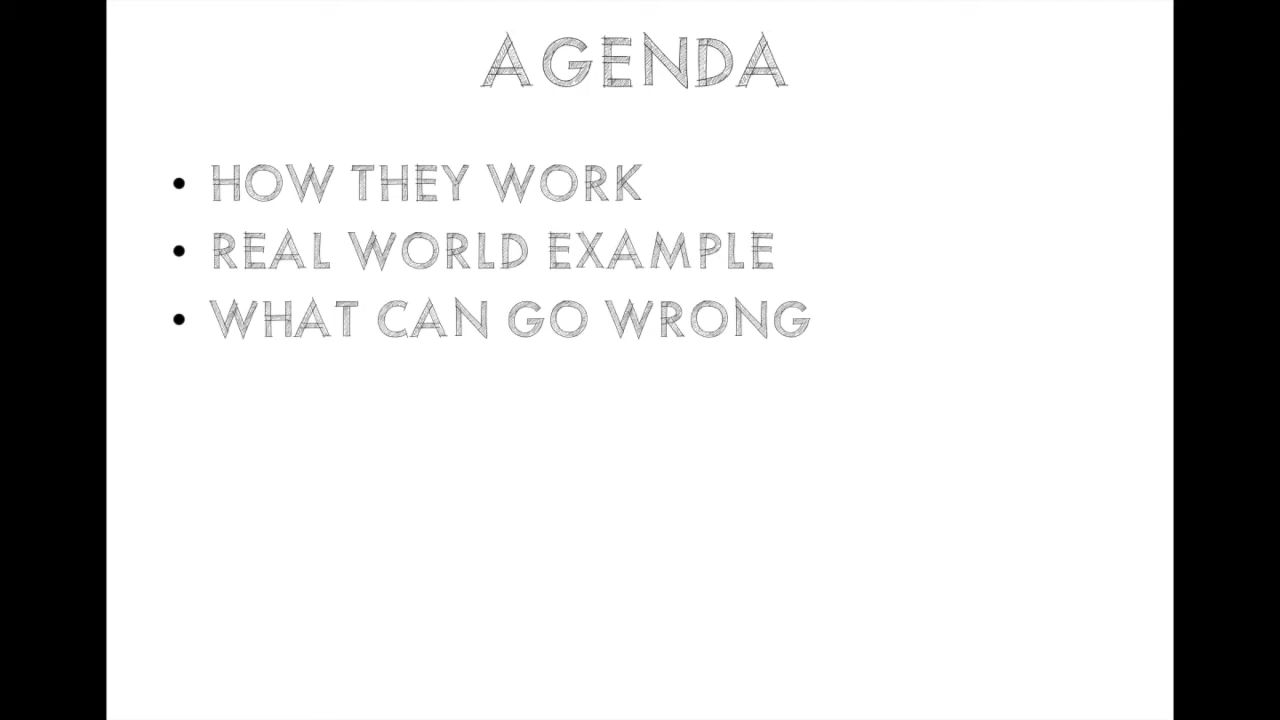 AGENDA
• HOW THEY WORK
• REAL WORLD EXAMPLE
• WHAT CAN GO WRONG